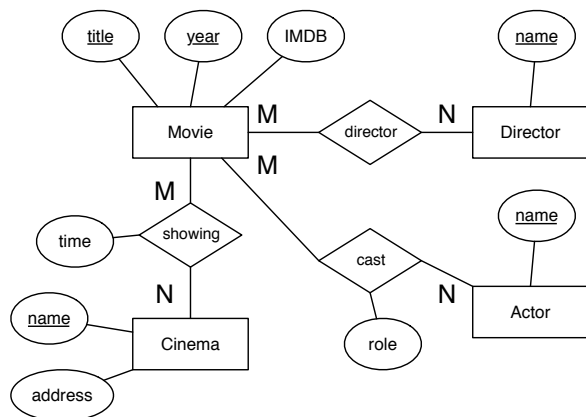 title
year
IMDB
name
M
N
Movie
director
Director
M
M
name
showing
time
cast
N
N
name
Actor
Cinema
role
address